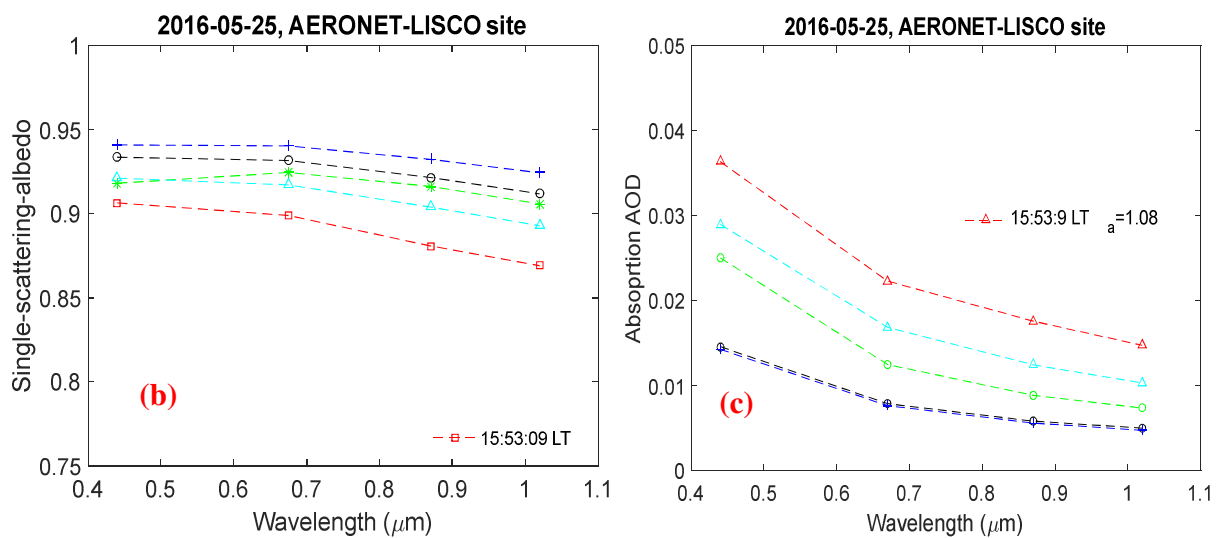 2016-05-25, AERONET-LISCO site
1
0.95
0.9
0.85
0.8
0.75
Single-scattering-albedo
(b)
15:53:09 LT
0.4 0.5 0.6 0.7 0.8 0.9 1 1.1
Wavelength (μm)
2016-05-25, AERONET-LISCO site
0.05
0.04
0.03
0.02
0.01
0
Absoprtion AOD
15:53:9 LT a=1.08
(c)
0.4 0.5 0.6 0.7 0.8 0.9 1 1.1
Wavelength (μm)